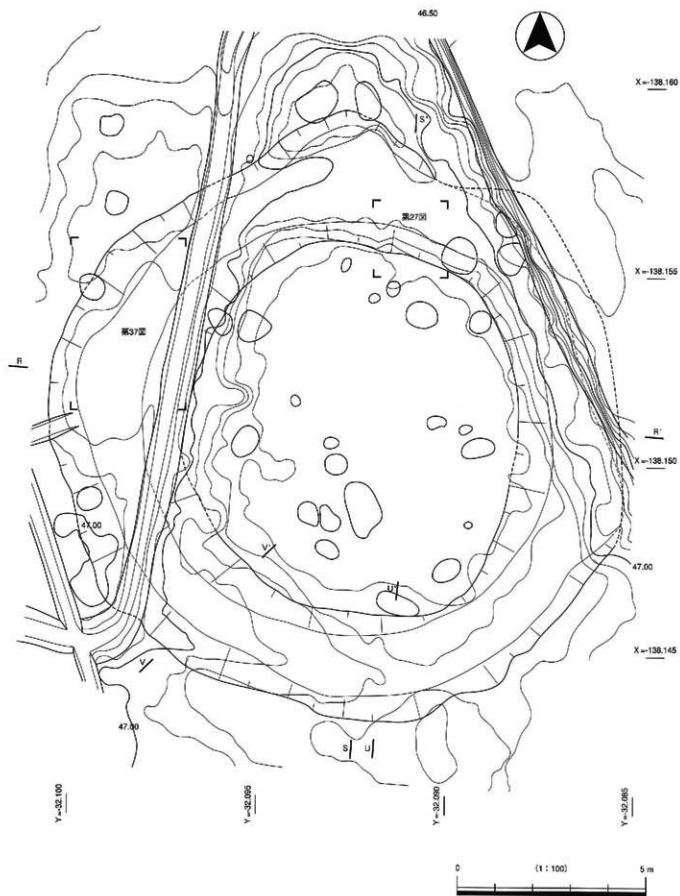 46.50
X=-138.160
S'
第27図
X=-138.155
第37図
R
R'
X=-138.150
47.00
V'
U'
47.00
X=-138.145
V
47.00
S
U
Y=-32.100
Y=-32.095
Y=-32.090
Y=-32.085
0
(1:100)
5 m